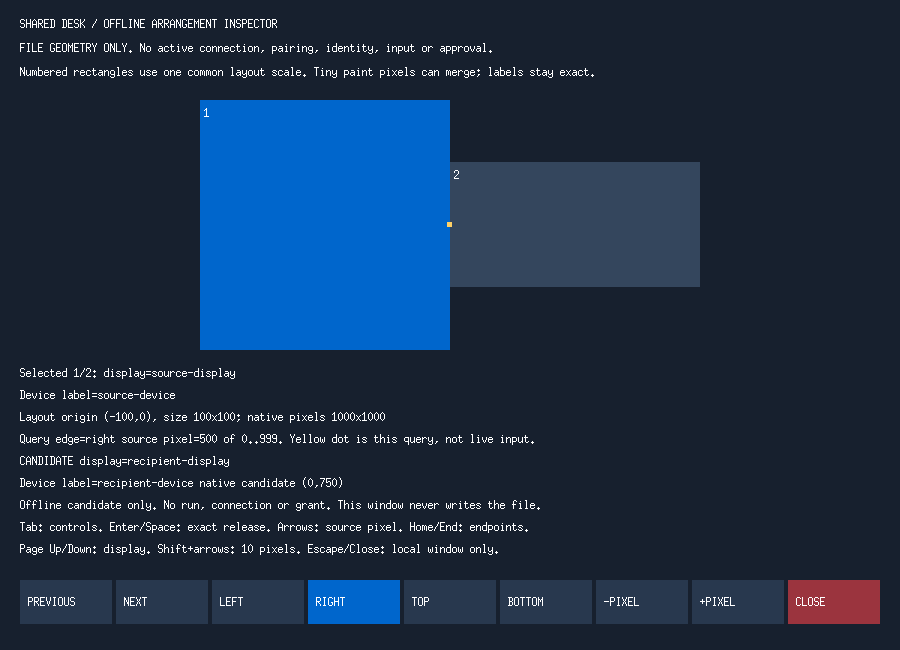 SHARED DESK / OFFLINE ARRANGEMENT INSPECTOR
FILE GEOMETRY ONLY. No active connection, pairing, identity, input or approval.
Numbered rectangles use one common layout scale. Tiny paint pixels can merge; labels stay exact.
1
2
Selected 1/2: display=source-display
Device label=source-device
Layout origin (-100,0), size 100x100; native pixels 1000x1000
Query edge=right source pixel=500 of 0..999. Yellow dot is this query, not live input.
CANDIDATE display=recipient-display
Device label=recipient-device native candidate (0,750)
Offline candidate only. No run, connection or grant. This window never writes the file.
Tab: controls. Enter/Space: exact release. Arrows: source pixel. Home/End: endpoints.
Page Up/Down: display. Shift+arrows: 10 pixels. Escape/Close: local window only.
PREVIOUS NEXT LEFT RIGHT TOP BOTTOM -PIXEL +PIXEL CLOSE